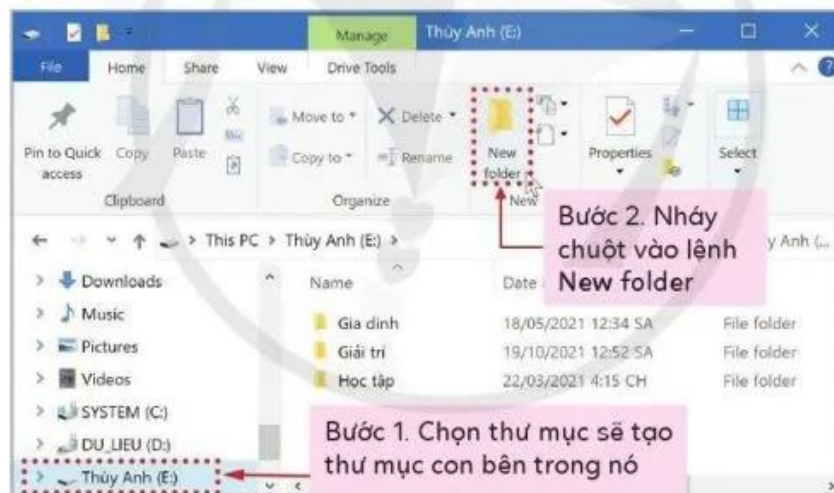 Manage Thùy Anh (E:)
File Home Share View Drive Tools
Pin to Quick access Copy Paste
Move to Delete
Copy to Rename
New folder
Properties
Select
Clipboard Organize New
Bước 2. Nháy
chuột vào lệnh
New folder
This PC > Thùy Anh (E:) >
Downloads
Music
Pictures
Videos
SYSTEM (C:)
DU_LIEU (D:)
Thùy Anh (E:)
Name Date
Gia dinh 18/05/2021 12:34 SA File folder
Giải trí 19/10/2021 12:52 SA File folder
Học tập 22/03/2021 4:15 CH File folder
Bước 1. Chọn thư mục sẽ tạo
thư mục con bên trong nó